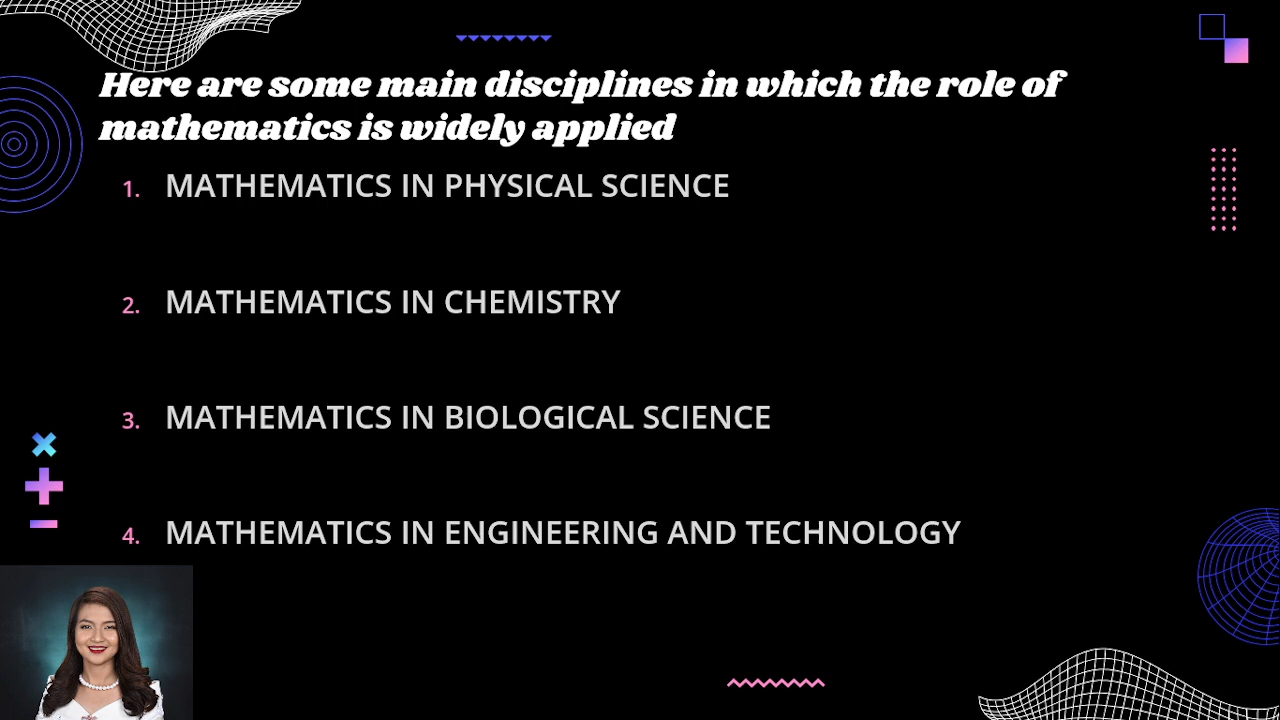 Here are some main disciplines in which the role of
mathematics is widely applied
1. MATHEMATICS IN PHYSICAL SCIENCE
2. MATHEMATICS IN CHEMISTRY
3. MATHEMATICS IN BIOLOGICAL SCIENCE
4. MATHEMATICS IN ENGINEERING AND TECHNOLOGY